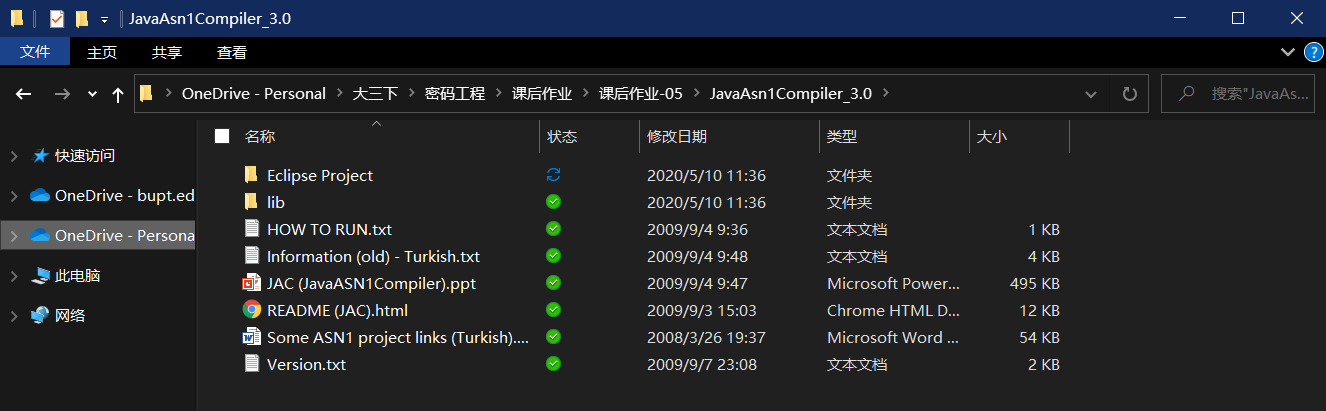 JavaAsn1Compiler_3.0
文件 主页 共享 查看
OneDrive - Personal 大三下 密码工程 课后作业 课后作业-05 JavaAsn1Compiler_3.0 搜索"JavaAs...
快速访问
OneDrive - bupt.ed
OneDrive - Persona
此电脑
网络
名称 状态 修改日期 类型 大小
Eclipse Project 2020/5/10 11:36 文件夹
lib 2020/5/10 11:36 文件夹
HOW TO RUN.txt 2009/9/4 9:36 文本文档 1 KB
Information (old) - Turkish.txt 2009/9/4 9:48 文本文档 4 KB
JAC (JavaASN1Compiler).ppt 2009/9/4 9:47 Microsoft Power... 495 KB
README (JAC).html 2009/9/3 15:03 Chrome HTML D... 12 KB
Some ASN1 project links (Turkish).... 2008/3/26 19:37 Microsoft Word ... 54 KB
Version.txt 2009/9/7 23:08 文本文档 2 KB